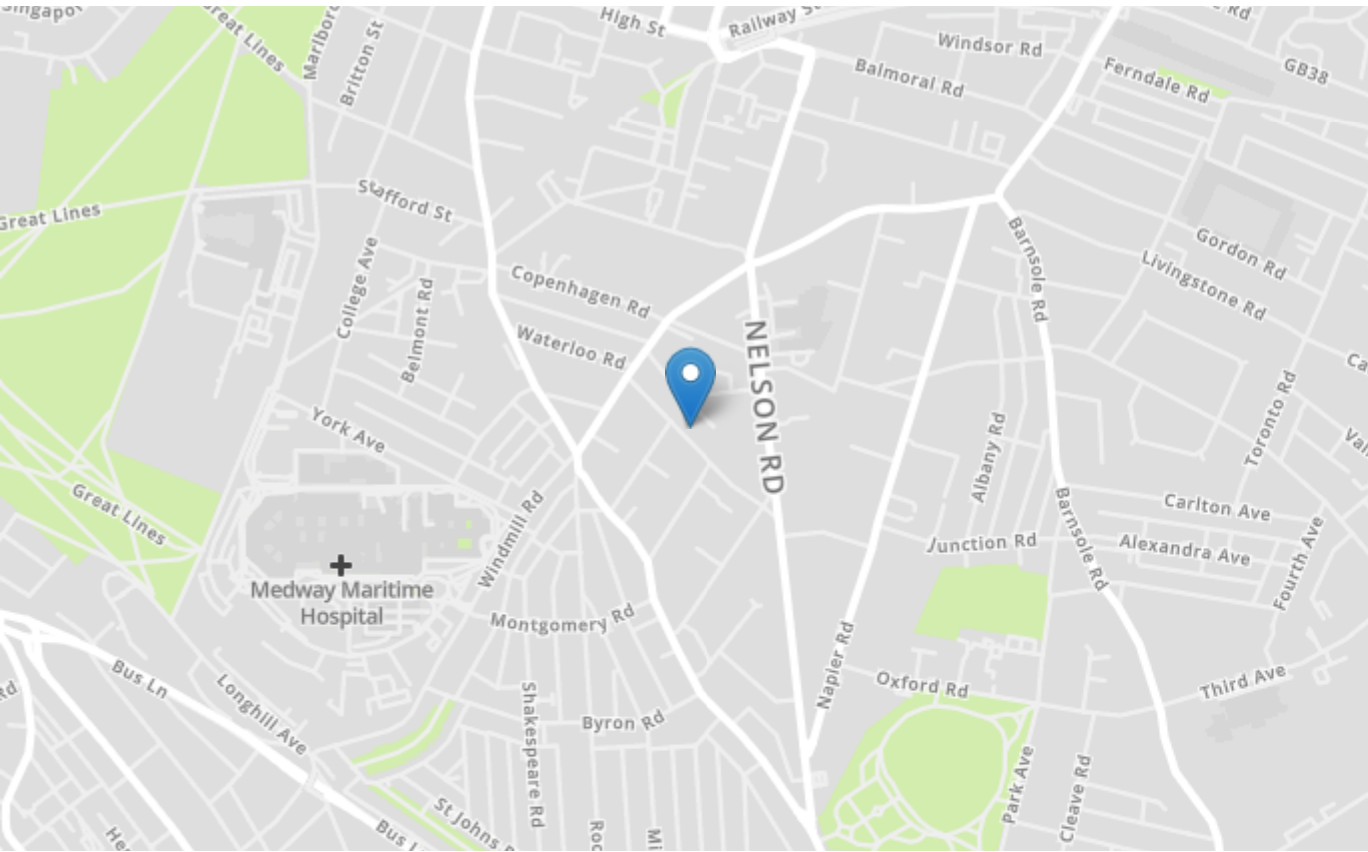 High St
Railway
Windsor Rd
GB38
Great Lines
Britton St
Balmoral Rd
Ferndale Rd
Stafford St
Great Lines
Barnsole Rd
Gordon Rd
Livingstone Rd
College Ave
Belmont Rd
Copenhagen Rd
Waterloo Rd
NELSON RD
Toronto Rd
York Ave
Albany Rd
Great Lines
Windmill Rd
Carlton Ave
Barnsole Rd
Junction Rd
Alexandra Ave
Fourth Ave
Medway Maritime
Hospital
Montgomery Rd
Napier Rd
Bus Ln
Longhill Ave
Oxford Rd
Third Ave
Shakespeare Rd
Byron Rd
Park Ave
Cleave Rd
St Johns
Bus